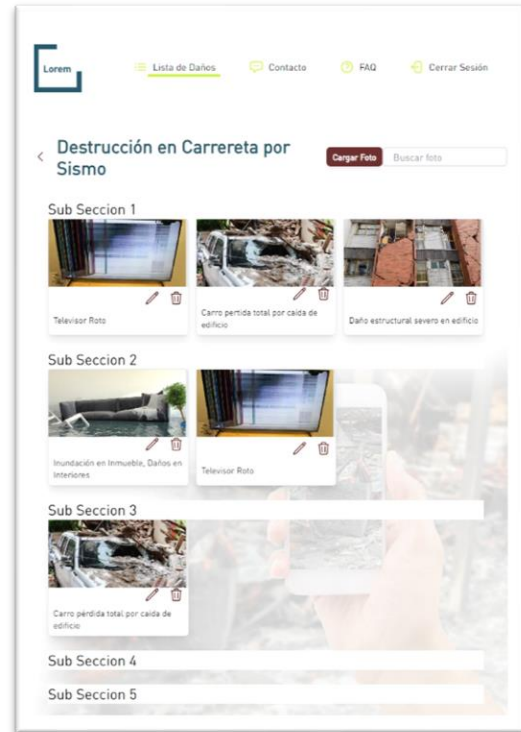 Lorem
Lista de Daños
Contacto
FAQ
Cerrar Sesión
Destrucción en Carrereta por
Sismo
Cargar Foto
Buscar foto
Sub Seccion 1
Televisor Roto
Carro pertida total por caida de
edificio
Daño estructural severo en edificio
Sub Seccion 2
Inundación en Inmueble, Daños en
Interiores
Televisor Roto
Sub Seccion 3
Carro pérdida total por caida de
edificio
Sub Seccion 4
Sub Seccion 5